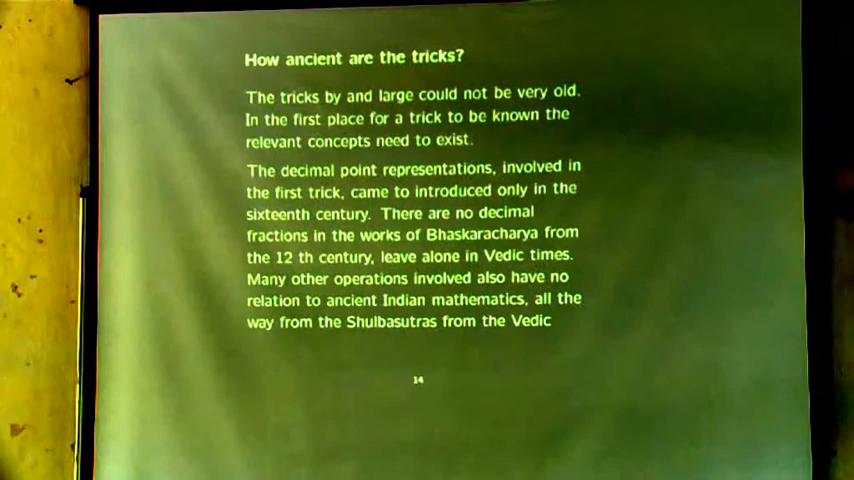 How ancient are the tricks?
The tricks by and large could not be very old.
In the first place for a trick to be known the
relevant concepts need to exist.
The decimal point representations, involved in
the first trick, came to introduced only in the
sixteenth century. There are no decimal
fractions in the works of Bhaskaracharya from
the 12 th century, leave alone in Vedic times.
Many other operations involved also have no
relation to ancient Indian mathematics, all the
way from the Shulbasutras from the Vedic
14